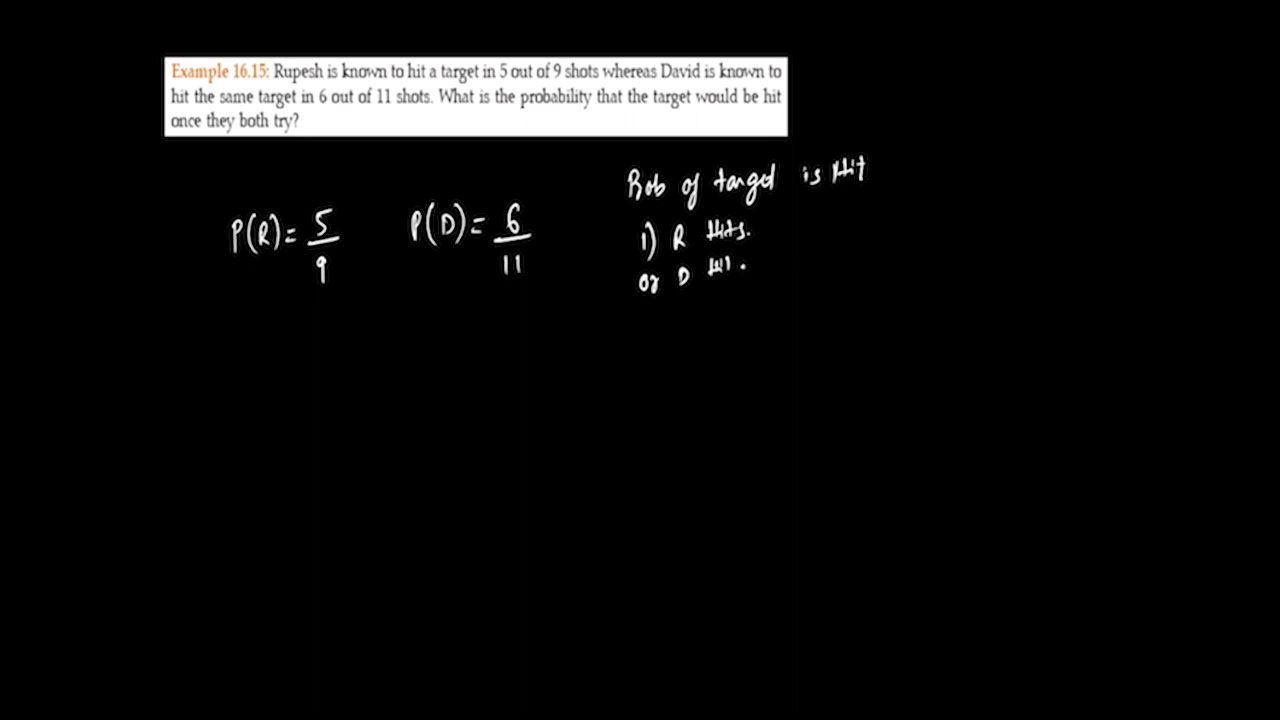 Example 16.15: Rupesh is known to hit a target in 5 out of 9 shots whereas David is known to
hit the same target in 6 out of 11 shots. What is the probability that the target would be hit
once they both try?
Prob of target is Hit
P(R) = 5/9
P(D) = 6/11
1) R Hits.
or D Hit.